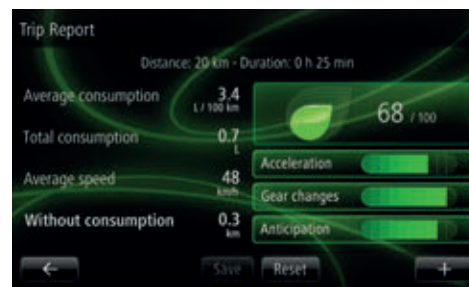 Trip Report
Distance: 20 km - Duration: 0 h 25 min
Average consumption 3.4
L / 100 km
68 / 100
Total consumption 0.7
L
Acceleration
Average speed 48
km/h
Gear changes
Without consumption 0.3
km
Anticipation
Save Reset +